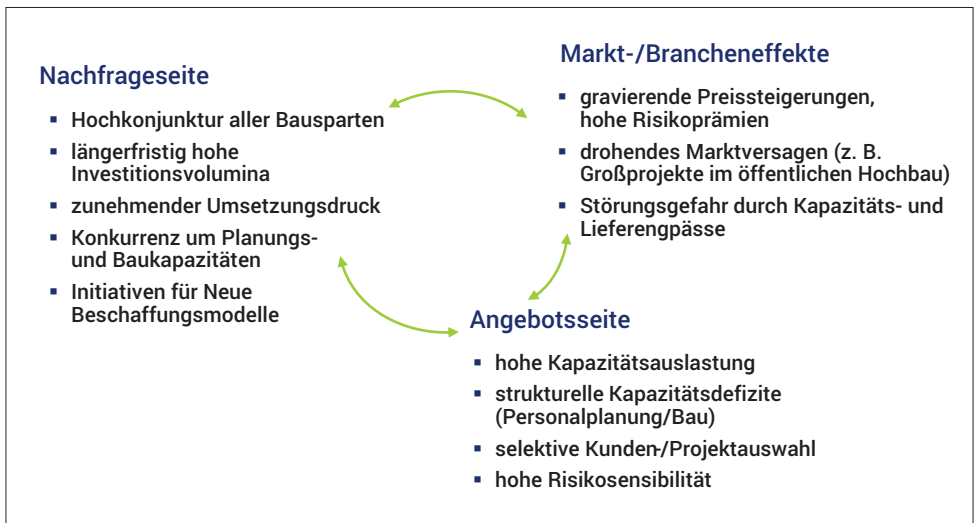 Nachfrageseite
▪ Hochkonjunktur aller Bausparten
▪ längerfristig hohe
Investitionsvolumina
▪ zunehmender Umsetzungsdruck
▪ Konkurrenz um Planungs-
und Baukapazitäten
▪ Initiativen für Neue
Beschaffungsmodelle
Markt-/Brancheneffekte
▪ gravierende Preissteigerungen,
hohe Risikoprämien
▪ drohendes Marktversagen (z. B.
Großprojekte im öffentlichen Hochbau)
▪ Störungsgefahr durch Kapazitäts- und
Lieferengpässe
Angebotsseite
▪ hohe Kapazitätsauslastung
▪ strukturelle Kapazitätsdefizite
(Personalplanung/Bau)
▪ selektive Kunden-/Projektauswahl
▪ hohe Risikosensibilität